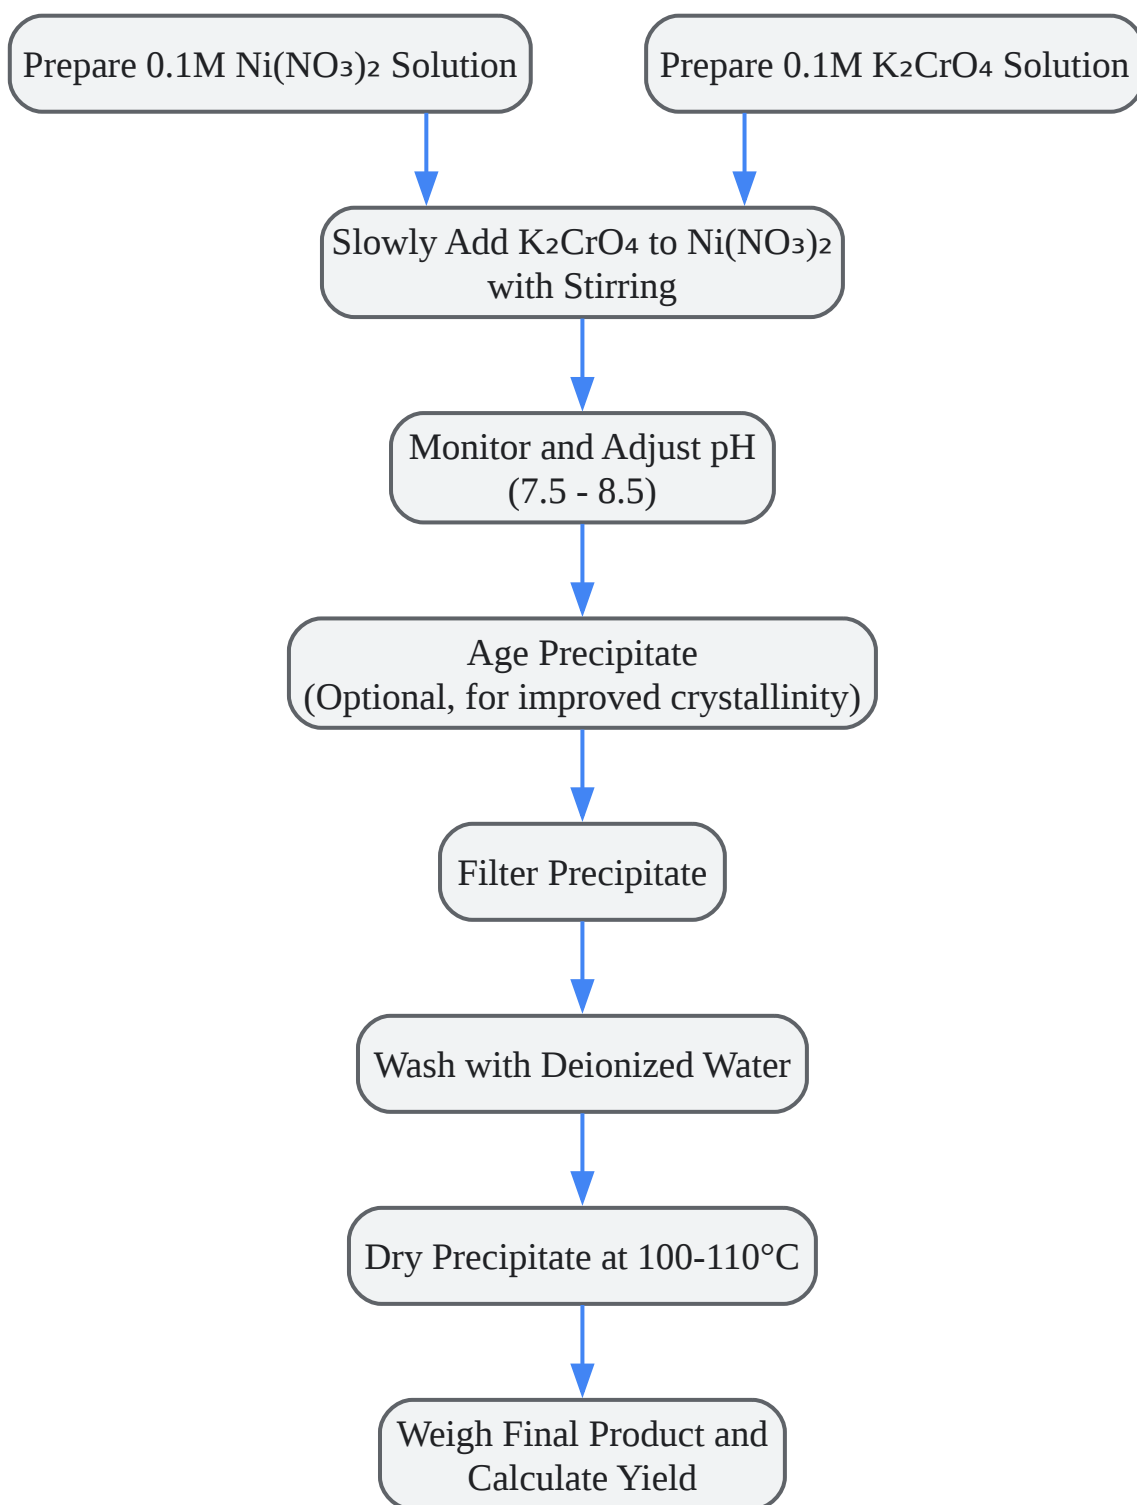 Prepare 0.1M Ni(NO₃)₂ Solution
Prepare 0.1M K₂CrO₄ Solution
Slowly Add K₂CrO₄ to Ni(NO₃)₂
with Stirring
Monitor and Adjust pH
(7.5 - 8.5)
Age Precipitate
(Optional, for improved crystallinity)
Filter Precipitate
Wash with Deionized Water
Dry Precipitate at 100-110°C
Weigh Final Product and
Calculate Yield